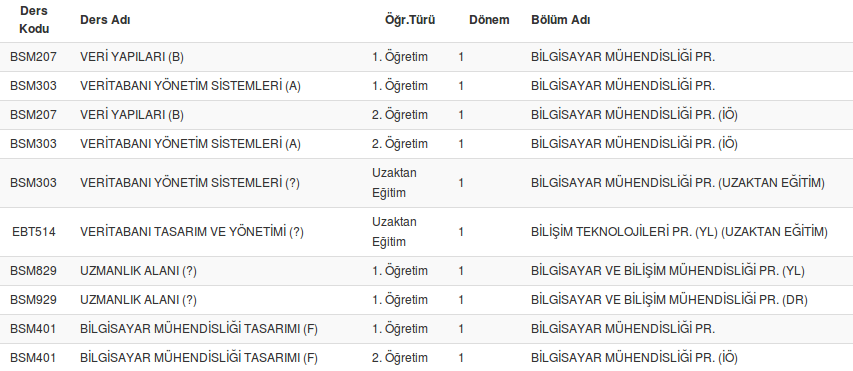 Ders Kodu Ders Adı Öğr.Türü Dönem Bölüm Adı
BSM207 VERİ YAPILARI (B) 1. Öğretim 1 BİLGİSAYAR MÜHENDİSLİĞİ PR.
BSM303 VERİTABANI YÖNETİM SİSTEMLERİ (A) 1. Öğretim 1 BİLGİSAYAR MÜHENDİSLİĞİ PR.
BSM207 VERİ YAPILARI (B) 2. Öğretim 1 BİLGİSAYAR MÜHENDİSLİĞİ PR. (İÖ)
BSM303 VERİTABANI YÖNETİM SİSTEMLERİ (A) 2. Öğretim 1 BİLGİSAYAR MÜHENDİSLİĞİ PR. (İÖ)
BSM303 VERİTABANI YÖNETİM SİSTEMLERİ (?) Uzaktan Eğitim 1 BİLGİSAYAR MÜHENDİSLİĞİ PR. (UZAKTAN EĞİTİM)
EBT514 VERİTABANI TASARIM VE YÖNETİMİ (?) Uzaktan Eğitim 1 BİLİŞİM TEKNOLOJİLERİ PR. (YL) (UZAKTAN EĞİTİM)
BSM829 UZMANLIK ALANI (?) 1. Öğretim 1 BİLGİSAYAR VE BİLİŞİM MÜHENDİSLİĞİ PR. (YL)
BSM929 UZMANLIK ALANI (?) 1. Öğretim 1 BİLGİSAYAR VE BİLİŞİM MÜHENDİSLİĞİ PR. (DR)
BSM401 BİLGİSAYAR MÜHENDİSLİĞİ TASARIMI (F) 1. Öğretim 1 BİLGİSAYAR MÜHENDİSLİĞİ PR.
BSM401 BİLGİSAYAR MÜHENDİSLİĞİ TASARIMI (F) 2. Öğretim 1 BİLGİSAYAR MÜHENDİSLİĞİ PR. (İÖ)